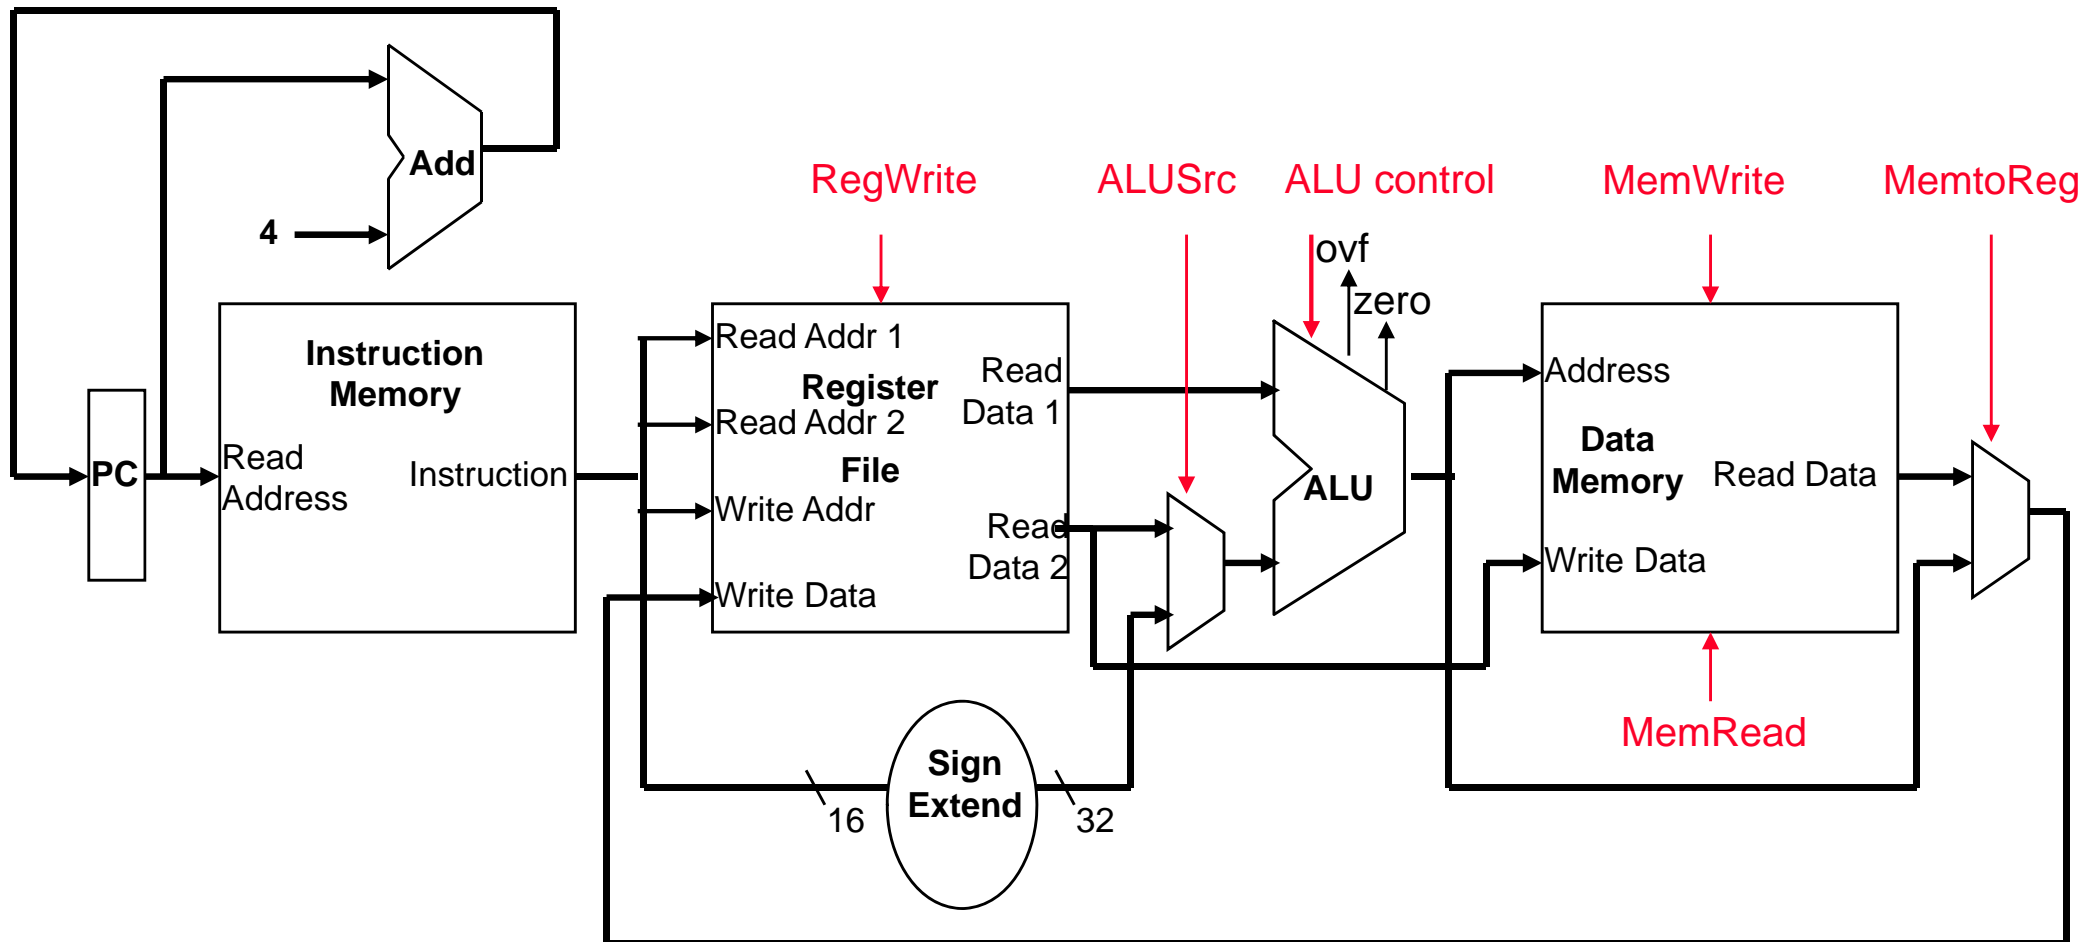 Add
4
RegWrite
ALUSrc
ALU control
MemWrite
MemtoReg
ovf
zero
PC
Instruction
Memory
Read
Address
Instruction
Read Addr 1
Register
Read Addr 2
File
Write Addr
Write Data
Read
Data 1
Read
Data 2
ALU
Address
Data
Memory
Read Data
Write Data
MemRead
Sign
Extend
16
32